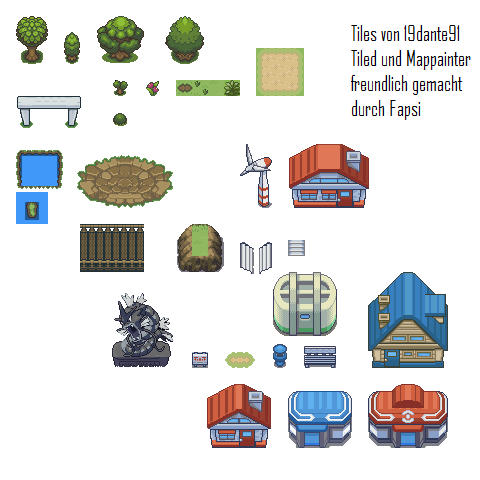 Tiles von 19dante91
Tiled und Mappainter
freundlich gemacht
durch Fapsi